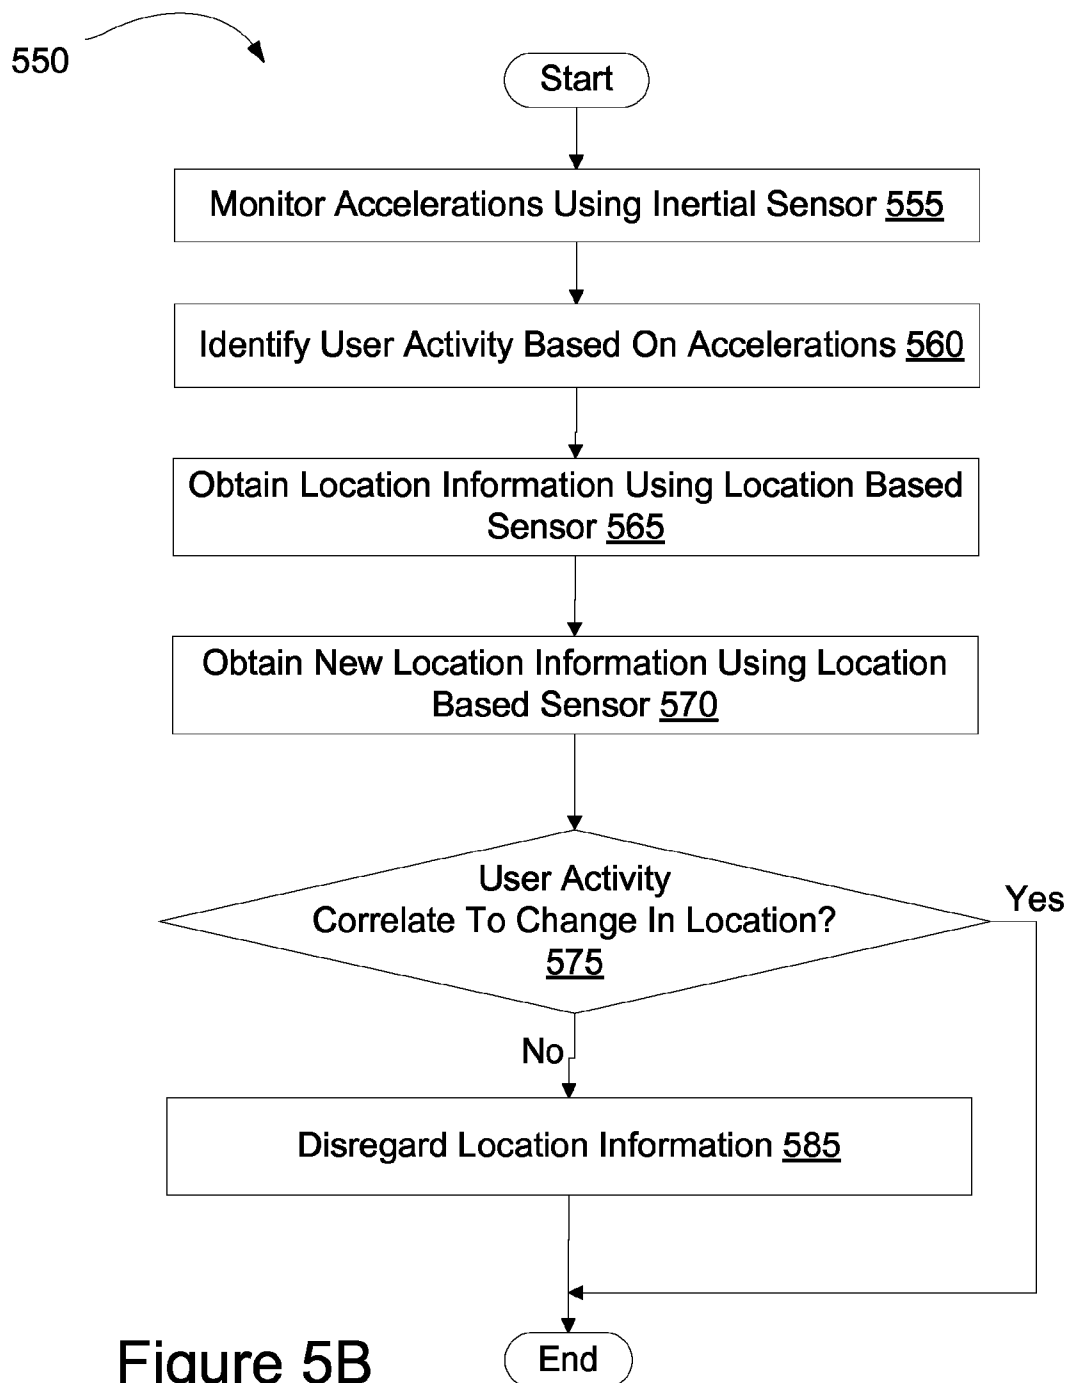 550
Start
Monitor Accelerations Using Inertial Sensor 555
Identify User Activity Based On Accelerations 560
Obtain Location Information Using Location Based
Sensor 565
Obtain New Location Information Using Location
Based Sensor 570
User Activity
Correlate To Change In Location?
575
Yes
No
Disregard Location Information 585
End
Figure 5B